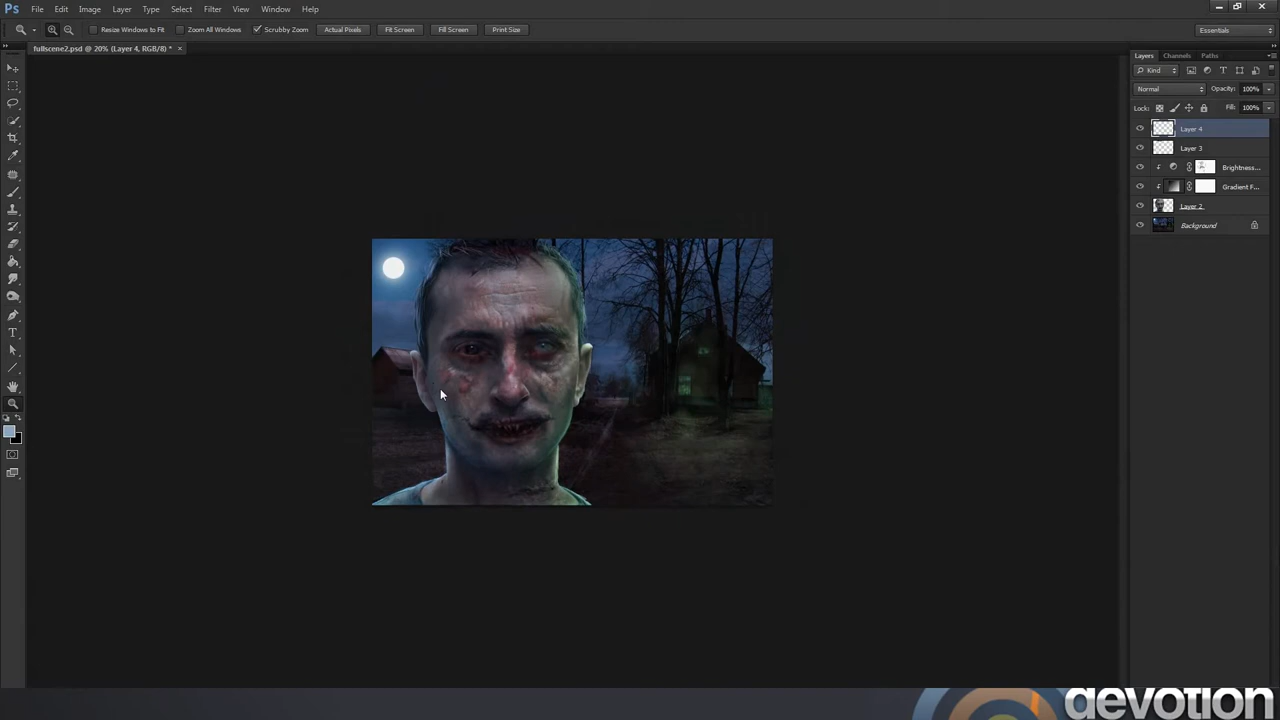 Ps File Edit Image Layer Type Select Filter View Window Help
Resize Windows to Fit Zoom All Windows Scrubby Zoom Actual Pixels Fit Screen Fill Screen Print Size Essentials
fullscene2.psd @ 20% (Layer 4, RGB/8) * ×
Layers Channels Paths
Kind
Normal Opacity: 100%
Lock: Fill: 100%
Layer 4
Layer 3
Brightness...
Gradient F...
Layer 2
Background
devotion